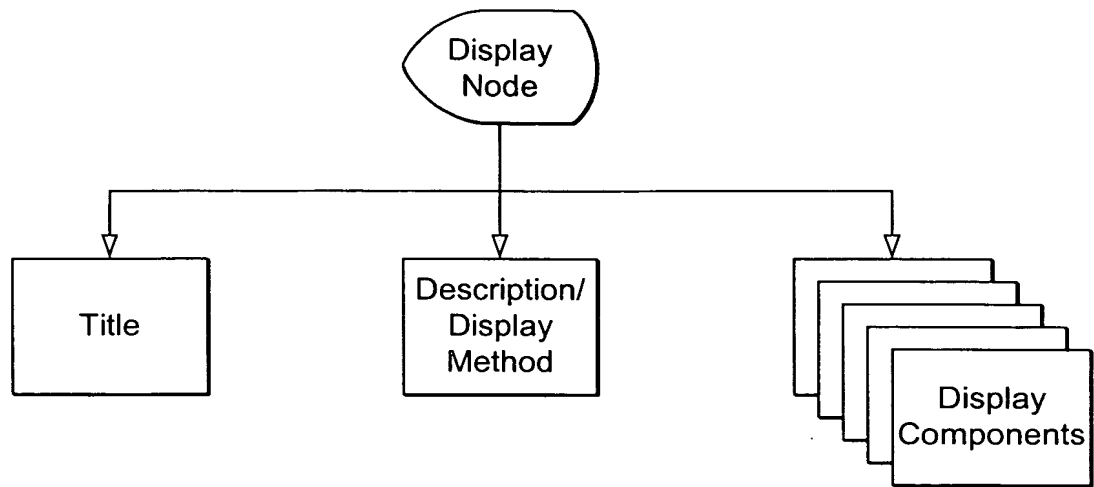 Display
Node
Title
Description/
Display
Method
Display
Components